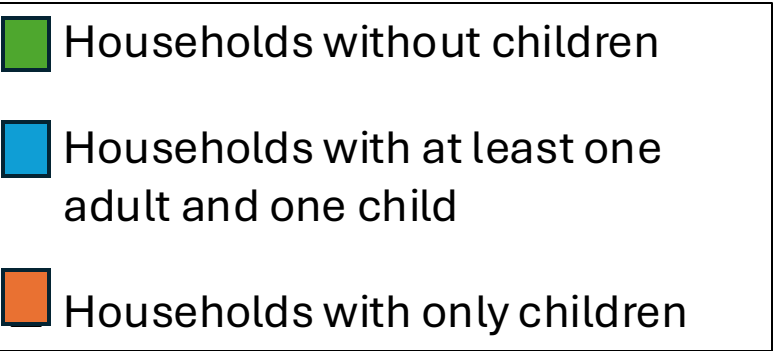 Households without children
Households with at least one
adult and one child
Households with only children